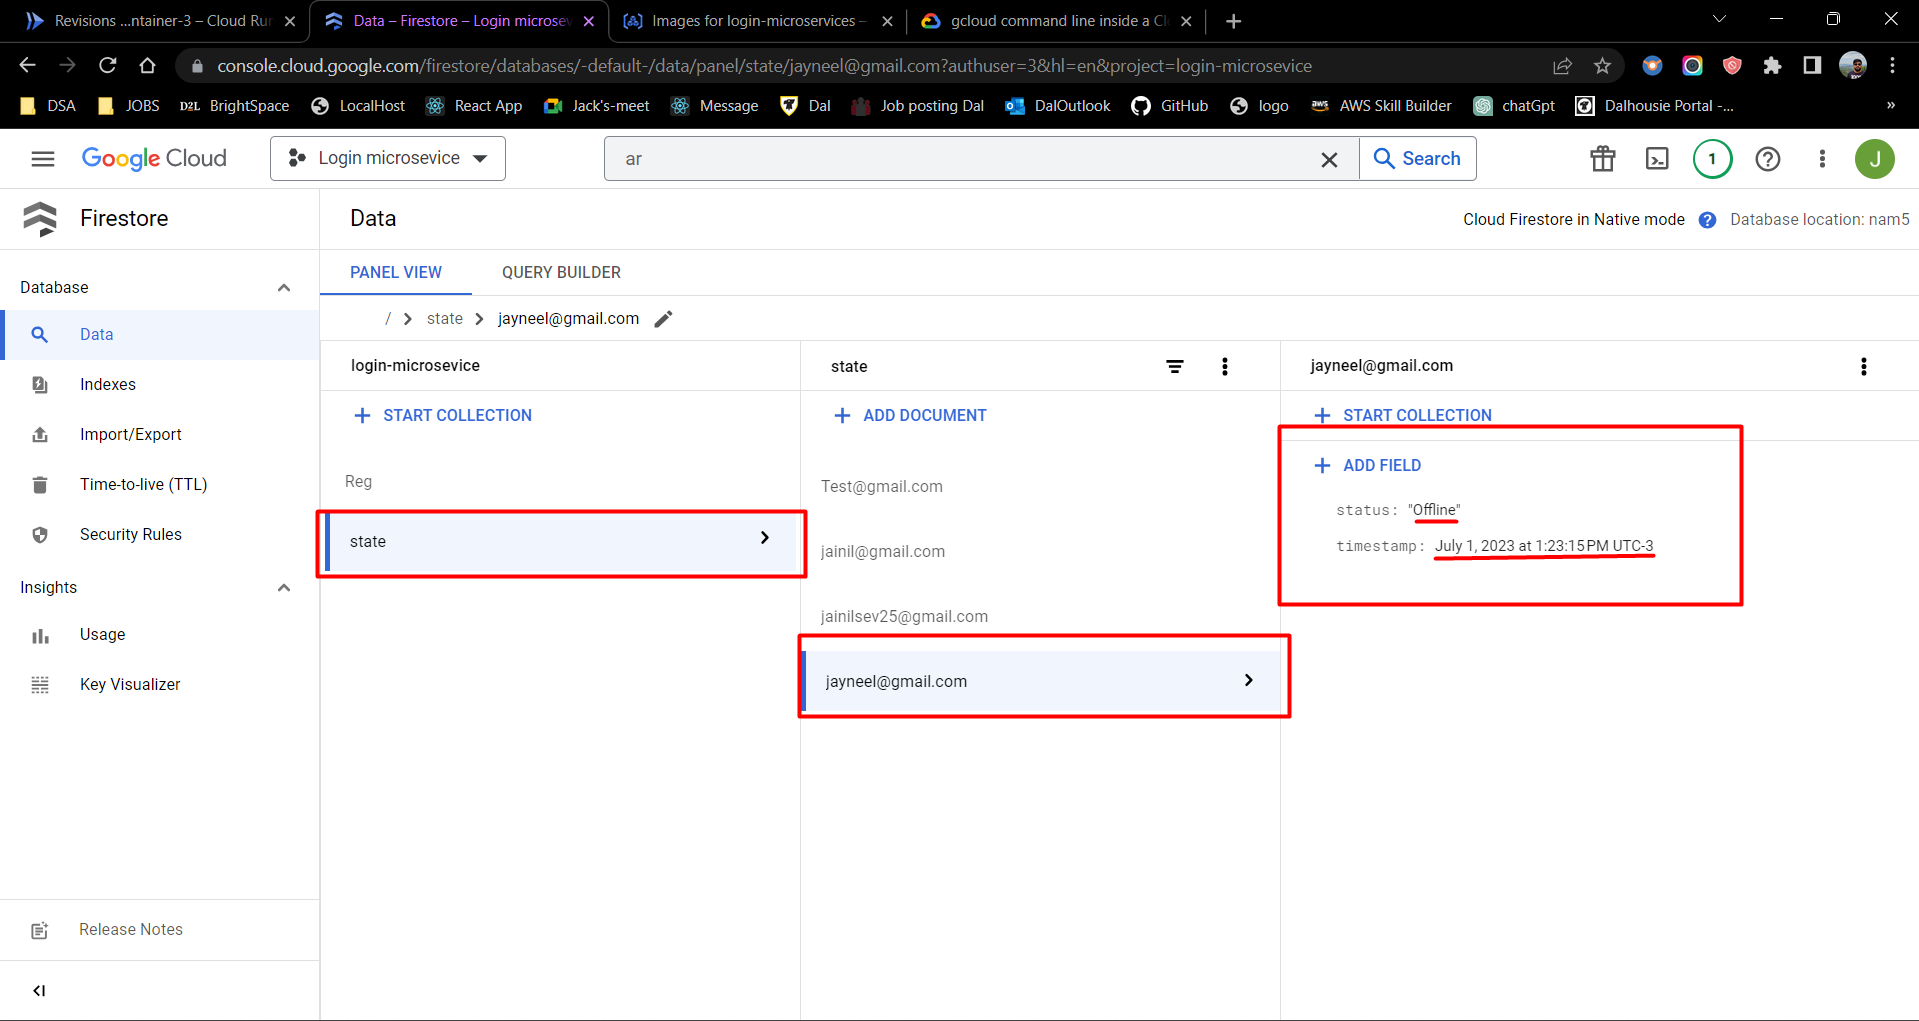 Revisions ...ntainer-3 – Cloud Run
Data – Firestore – Login microsev
Images for login-microservices –
gcloud command line inside a Cl
console.cloud.google.com/firestore/databases/-default-/data/panel/state/jayneel@gmail.com?authuser=3&hl=en&project=login-microsevice
DSA JOBS D2L BrightSpace LocalHost React App Jack's-meet Message Dal Job posting Dal DalOutlook GitHub logo aws AWS Skill Builder chatGpt Dalhousie Portal -... »
Google Cloud
Login microsevice
ar
Search
1
J
Firestore
Data
Cloud Firestore in Native mode
Database location: nam5
Database
Data
Indexes
Import/Export
Time-to-live (TTL)
Security Rules
Insights
Usage
Key Visualizer
Release Notes
PANEL VIEW
QUERY BUILDER
/ > state > jayneel@gmail.com
login-microsevice
START COLLECTION
Reg
state
state
ADD DOCUMENT
Test@gmail.com
jainil@gmail.com
jainilsev25@gmail.com
jayneel@gmail.com
jayneel@gmail.com
START COLLECTION
ADD FIELD
status: "Offline"
timestamp: July 1, 2023 at 1:23:15 PM UTC-3